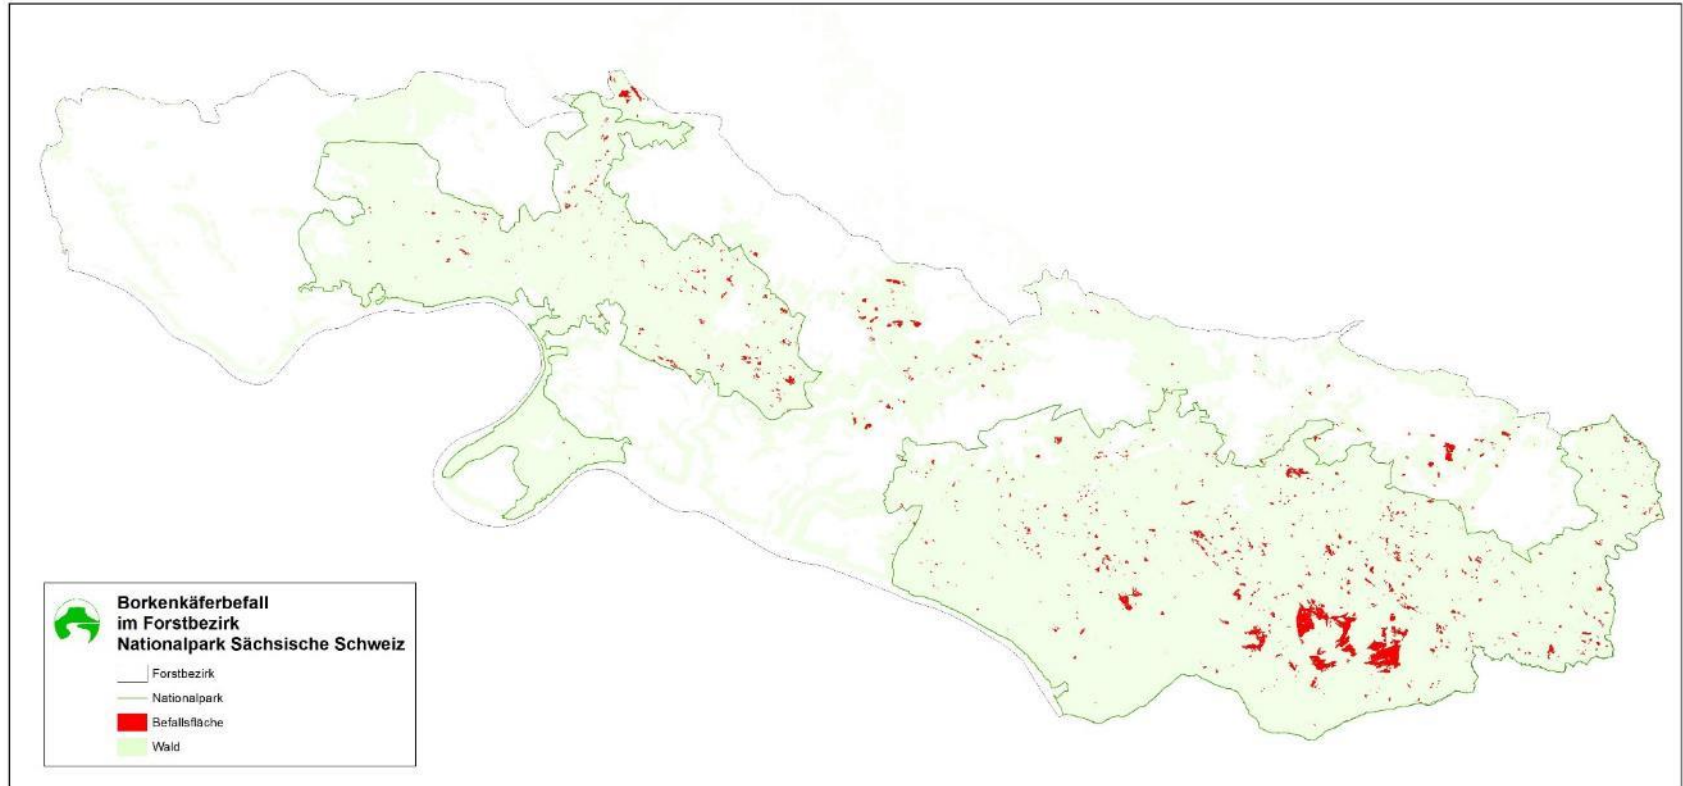 Borkenkäferbefall
im Forstbezirk
Nationalpark Sächsische Schweiz
Forstbezirk
Nationalpark
Befallsfläche
Wald